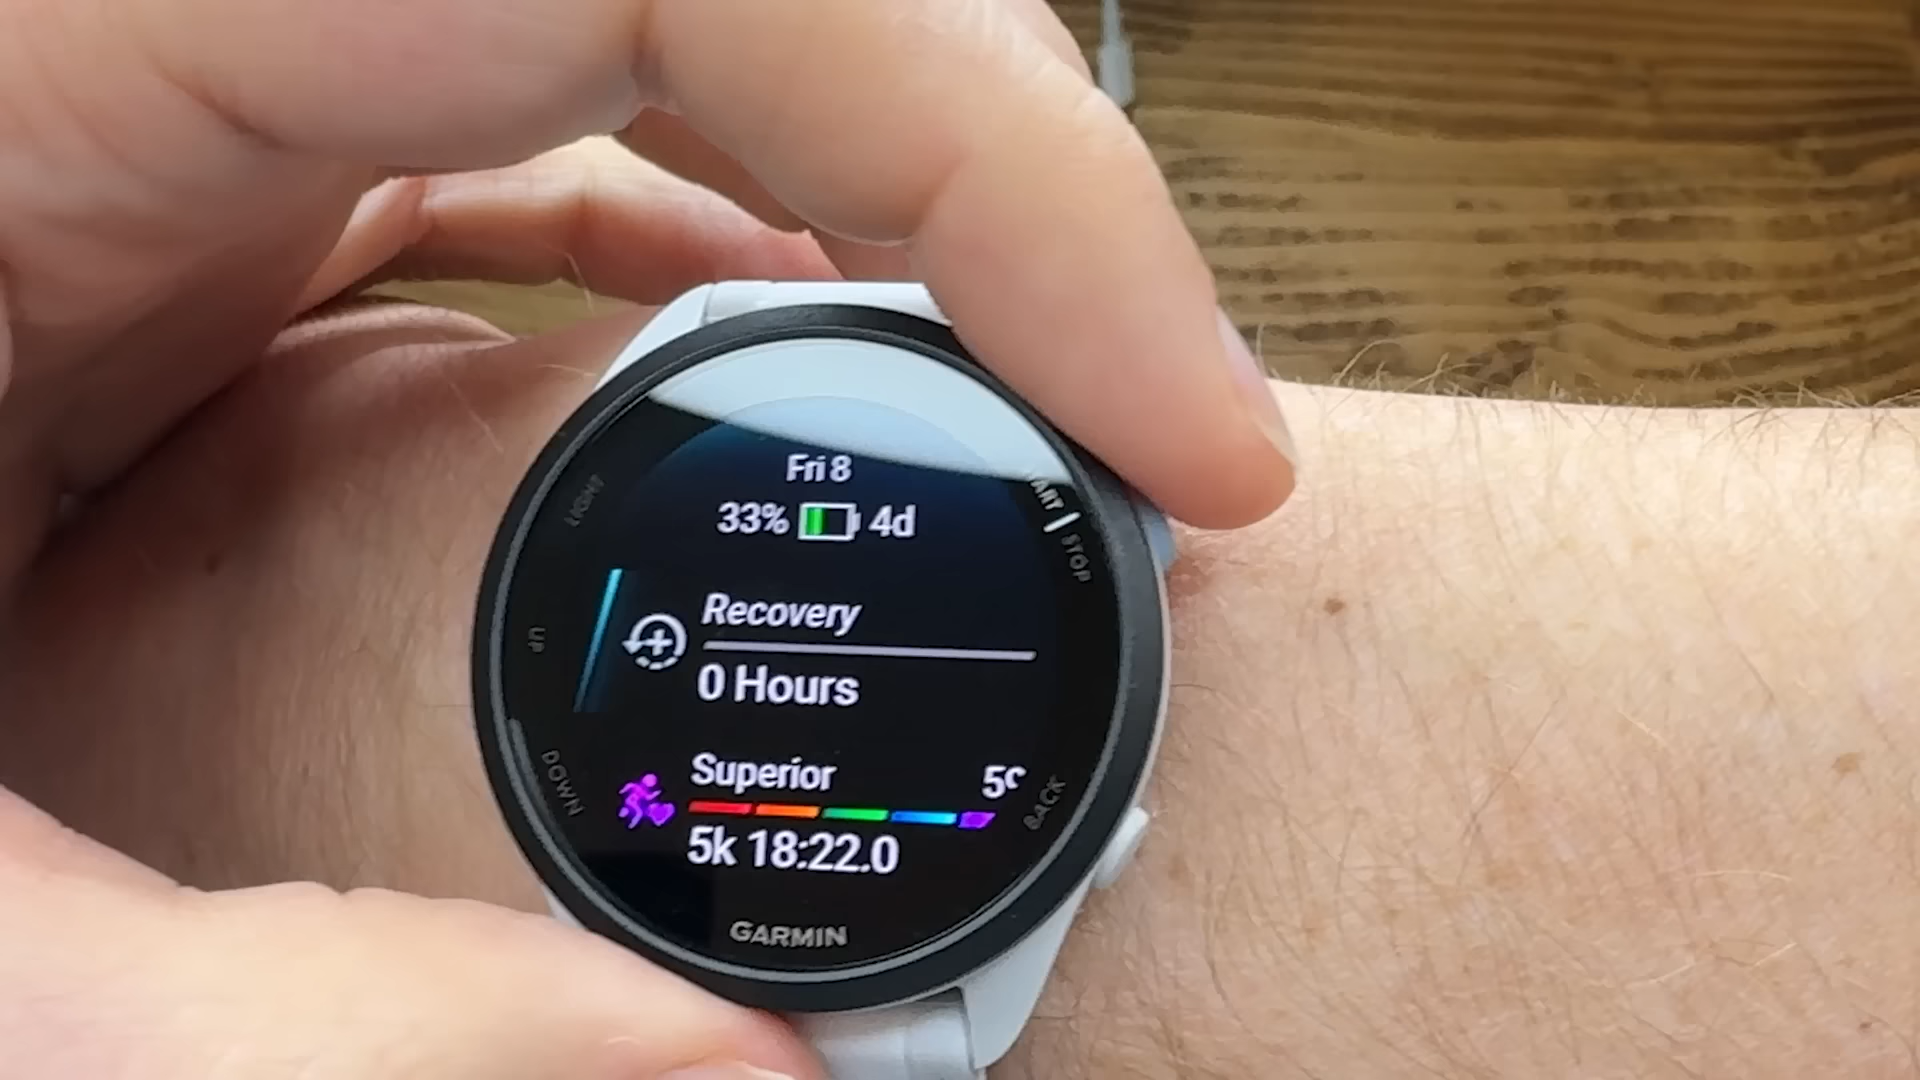 Fri 8
33% 4d
LIGHT
STOP
Recovery
UP
0 Hours
Superior
DOWN
BACK
5k 18:22.0
GARMIN